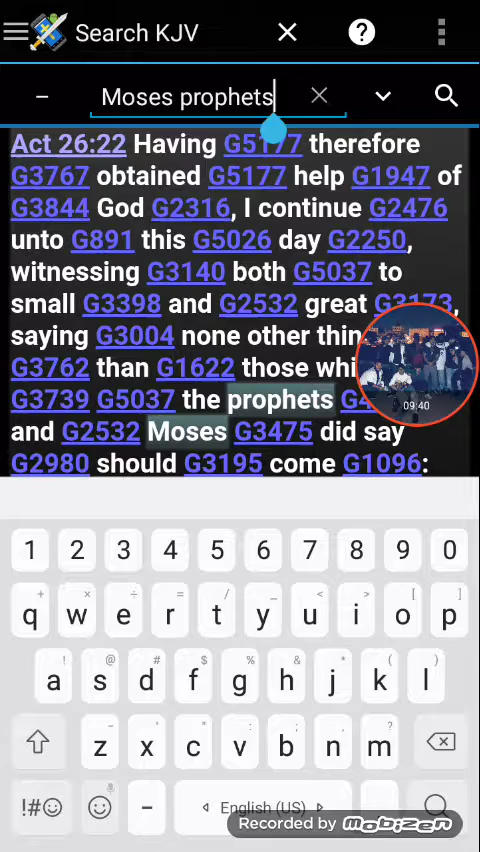 Search KJV
Moses prophets
Act 26:22 Having G5177 therefore
G3767 obtained G5177 help G1947 of
G3844 God G2316, I continue G2476
unto G891 this G5026 day G2250,
witnessing G3140 both G5037 to
small G3398 and G2532 great G3173,
saying G3004 none other
G3762 than G1622 those
G3739 G5037 the prophets
and G2532 Moses G3475 did say
G2980 should G3195 come G1096:
09:40
1 2 3 4 5 6 7 8 9 0
+ × ÷ = / _ < > [ ]
q w e r t y u i o p
! @ # $ % & * ( )
a s d f g h j k l
- ' " : ; , ?
z x c v b n m
!#☺ English (US)
Recorded by mobizen